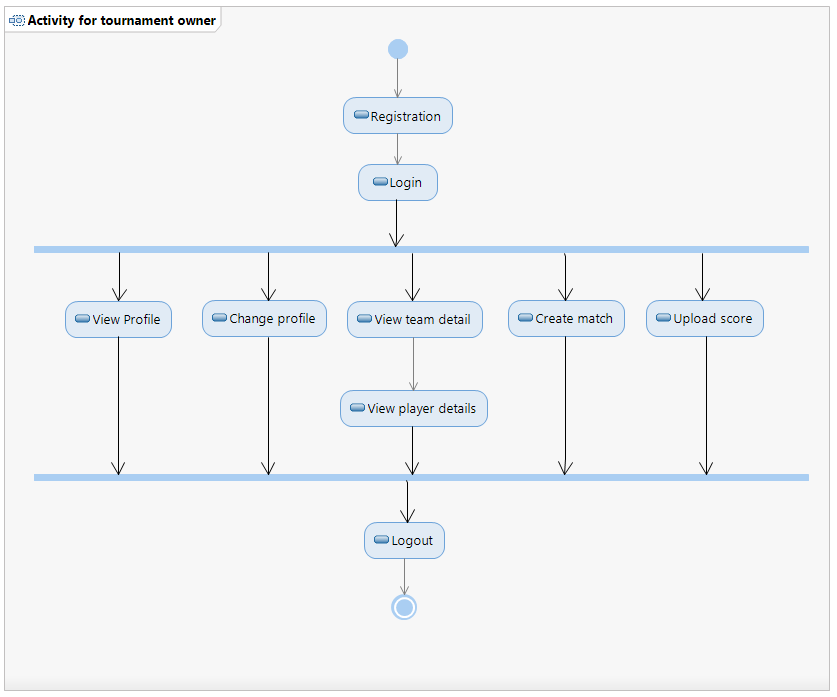 Activity for tournament owner
Registration
Login
View Profile
Change profile
View team detail
Create match
Upload score
View player details
Logout